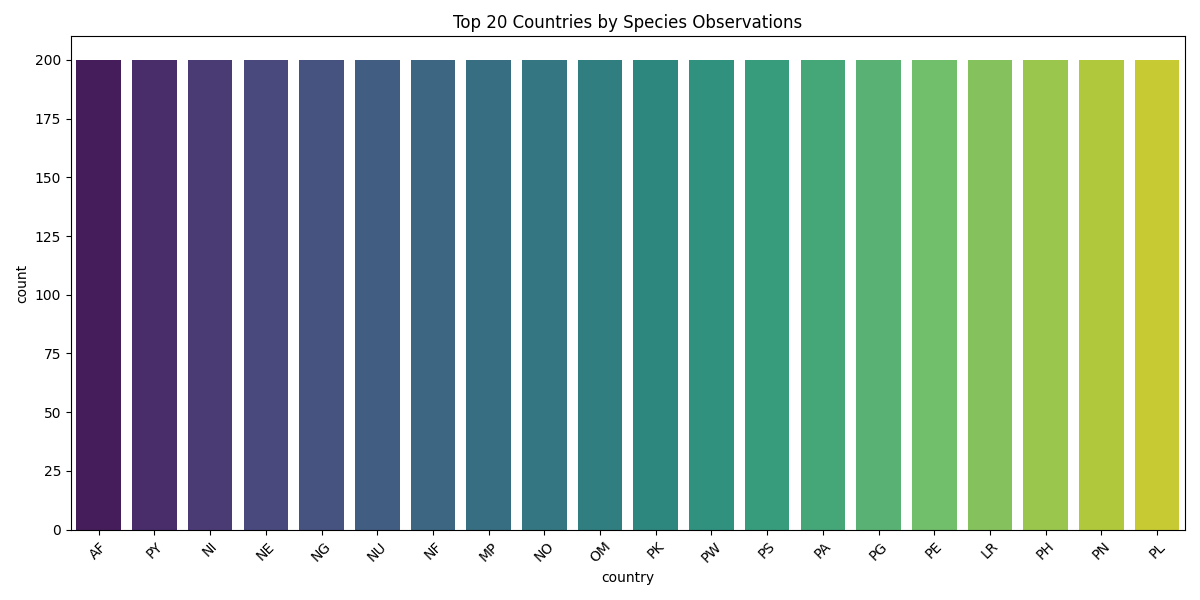 Top 20 Countries by Species Observations
count
200
175
150
125
100
75
50
25
0
AF PY NI NE NG NU NF MP NO OM PK PW PS PA PG PE LR PH PN PL
country